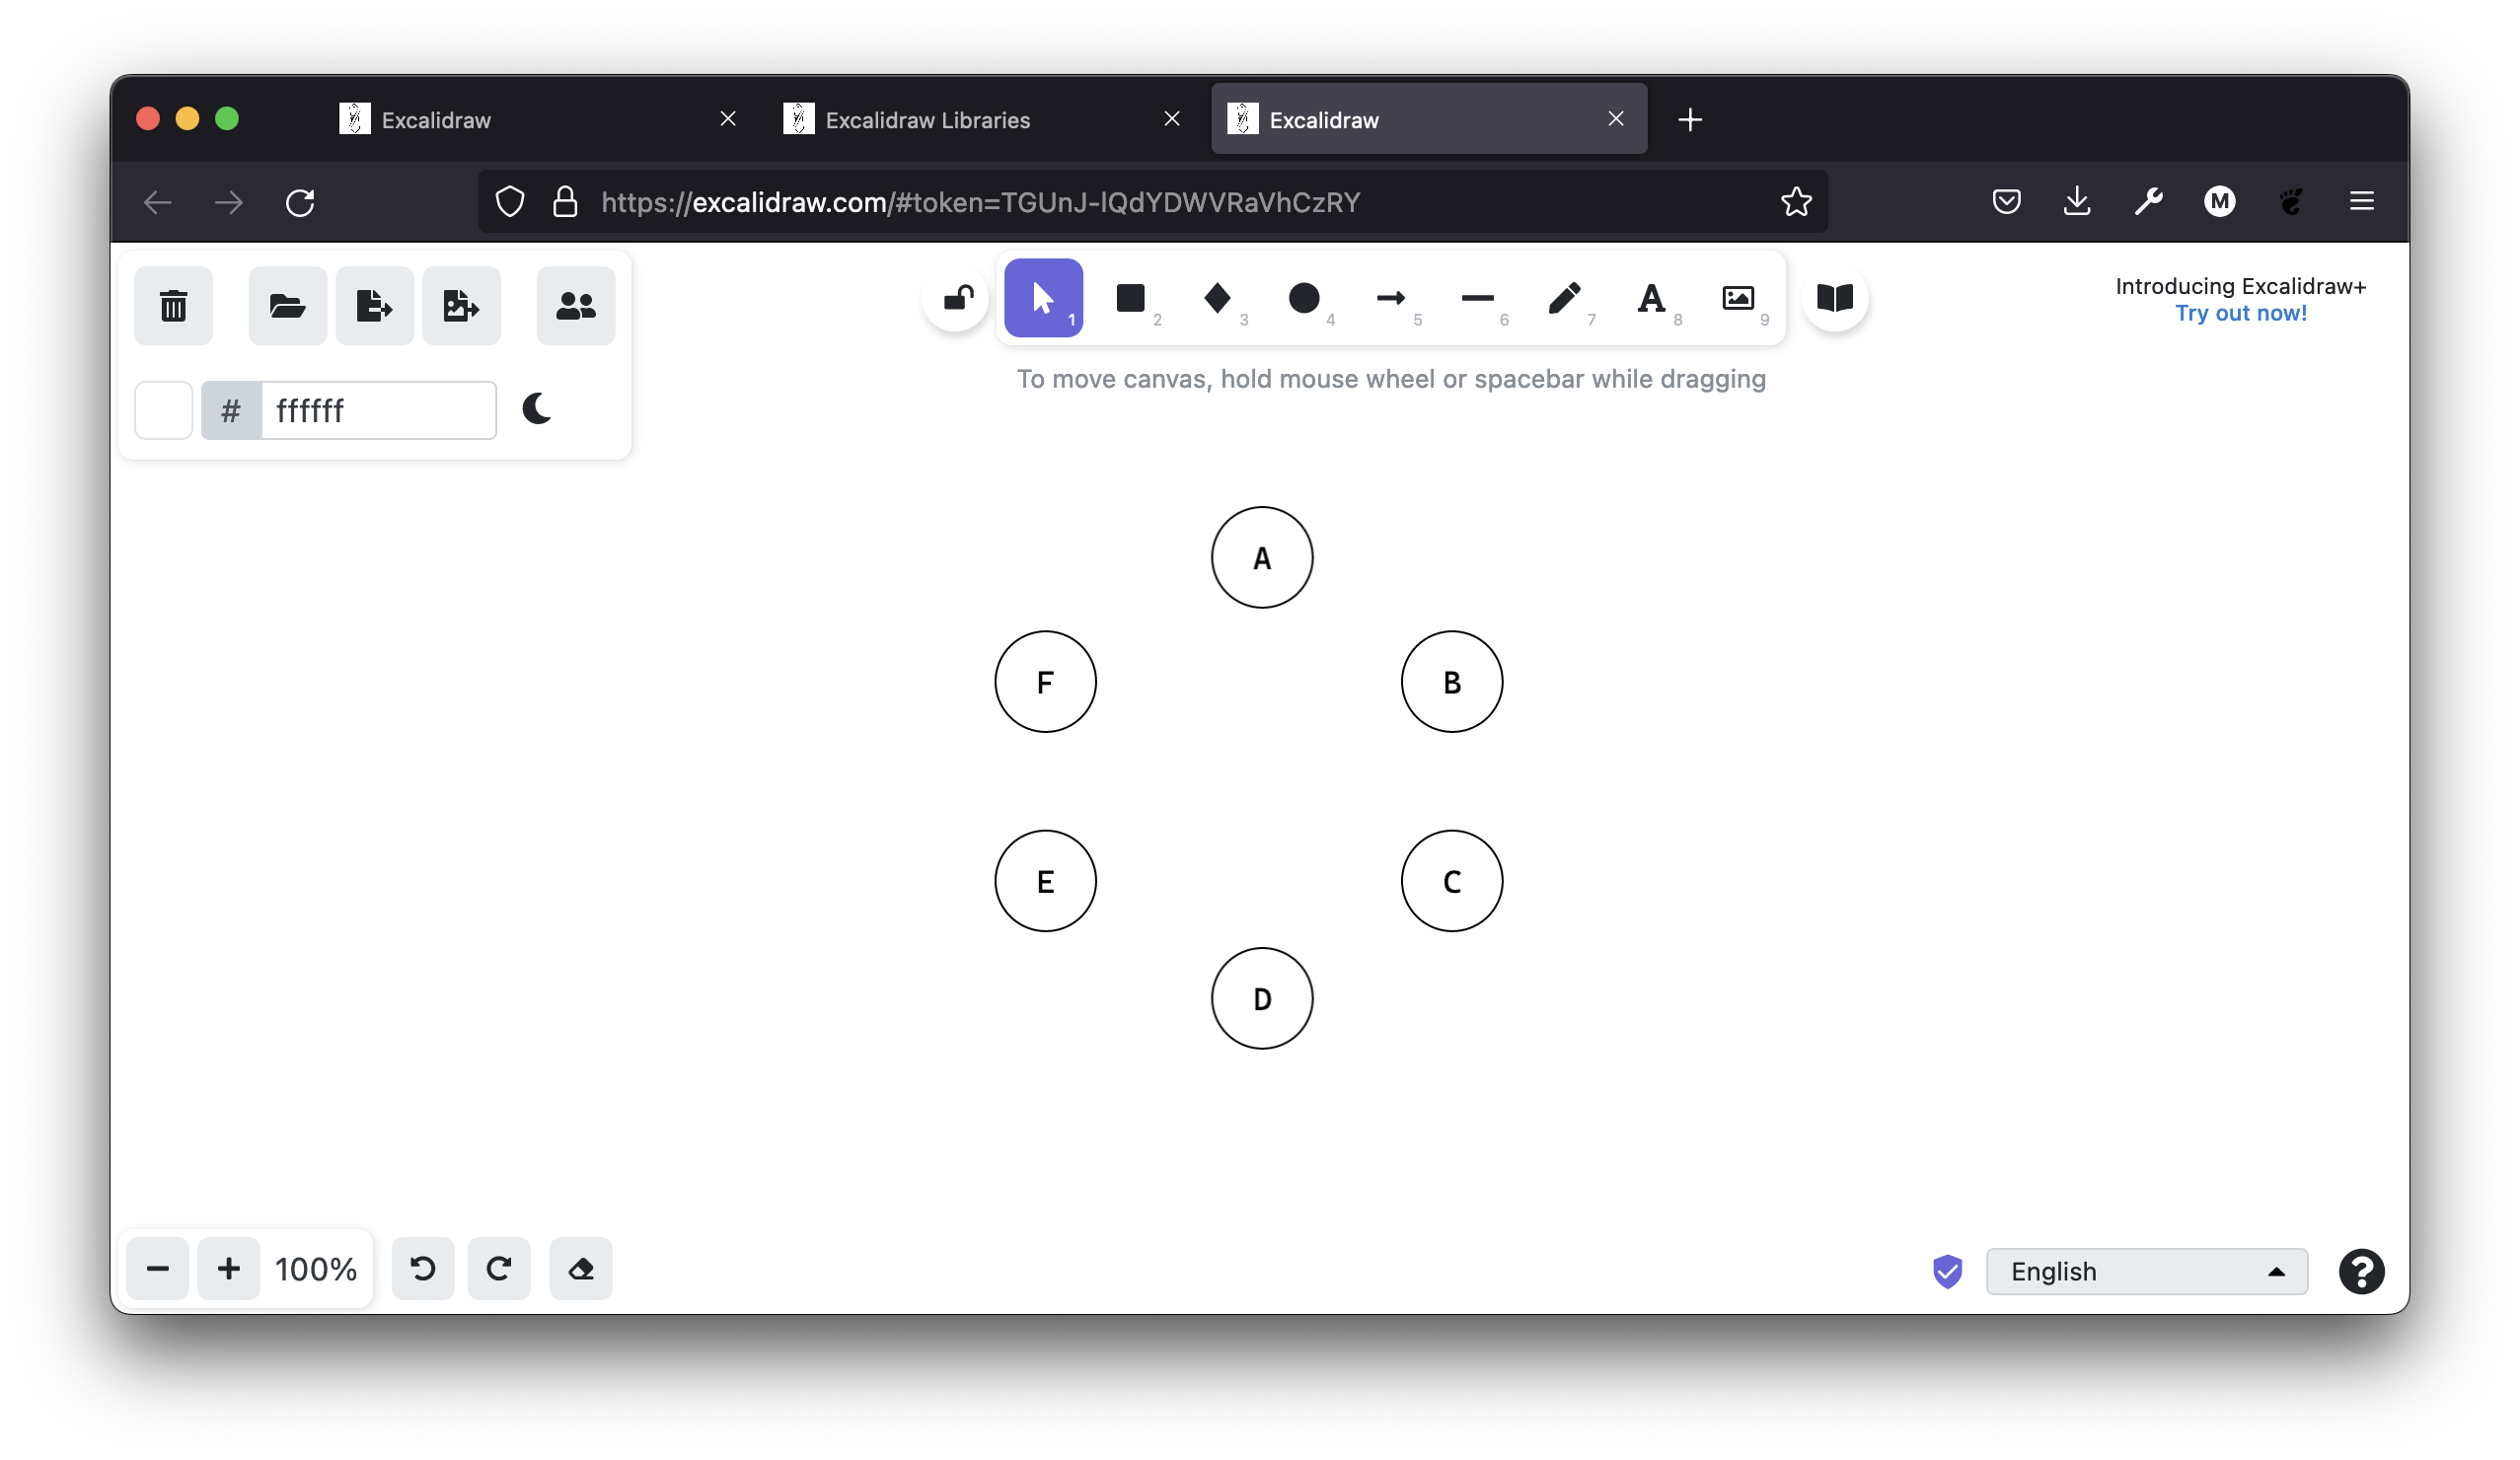 Excalidraw
Excalidraw Libraries
Excalidraw
https://excalidraw.com/#token=TGUnJ-lQdYDWVRaVhCzRY
M
1
2
3
4
5
6
A 7
8
9
Introducing Excalidraw+
Try out now!
To move canvas, hold mouse wheel or spacebar while dragging
# ffffff
A
F B
E C
D
100%
English
?